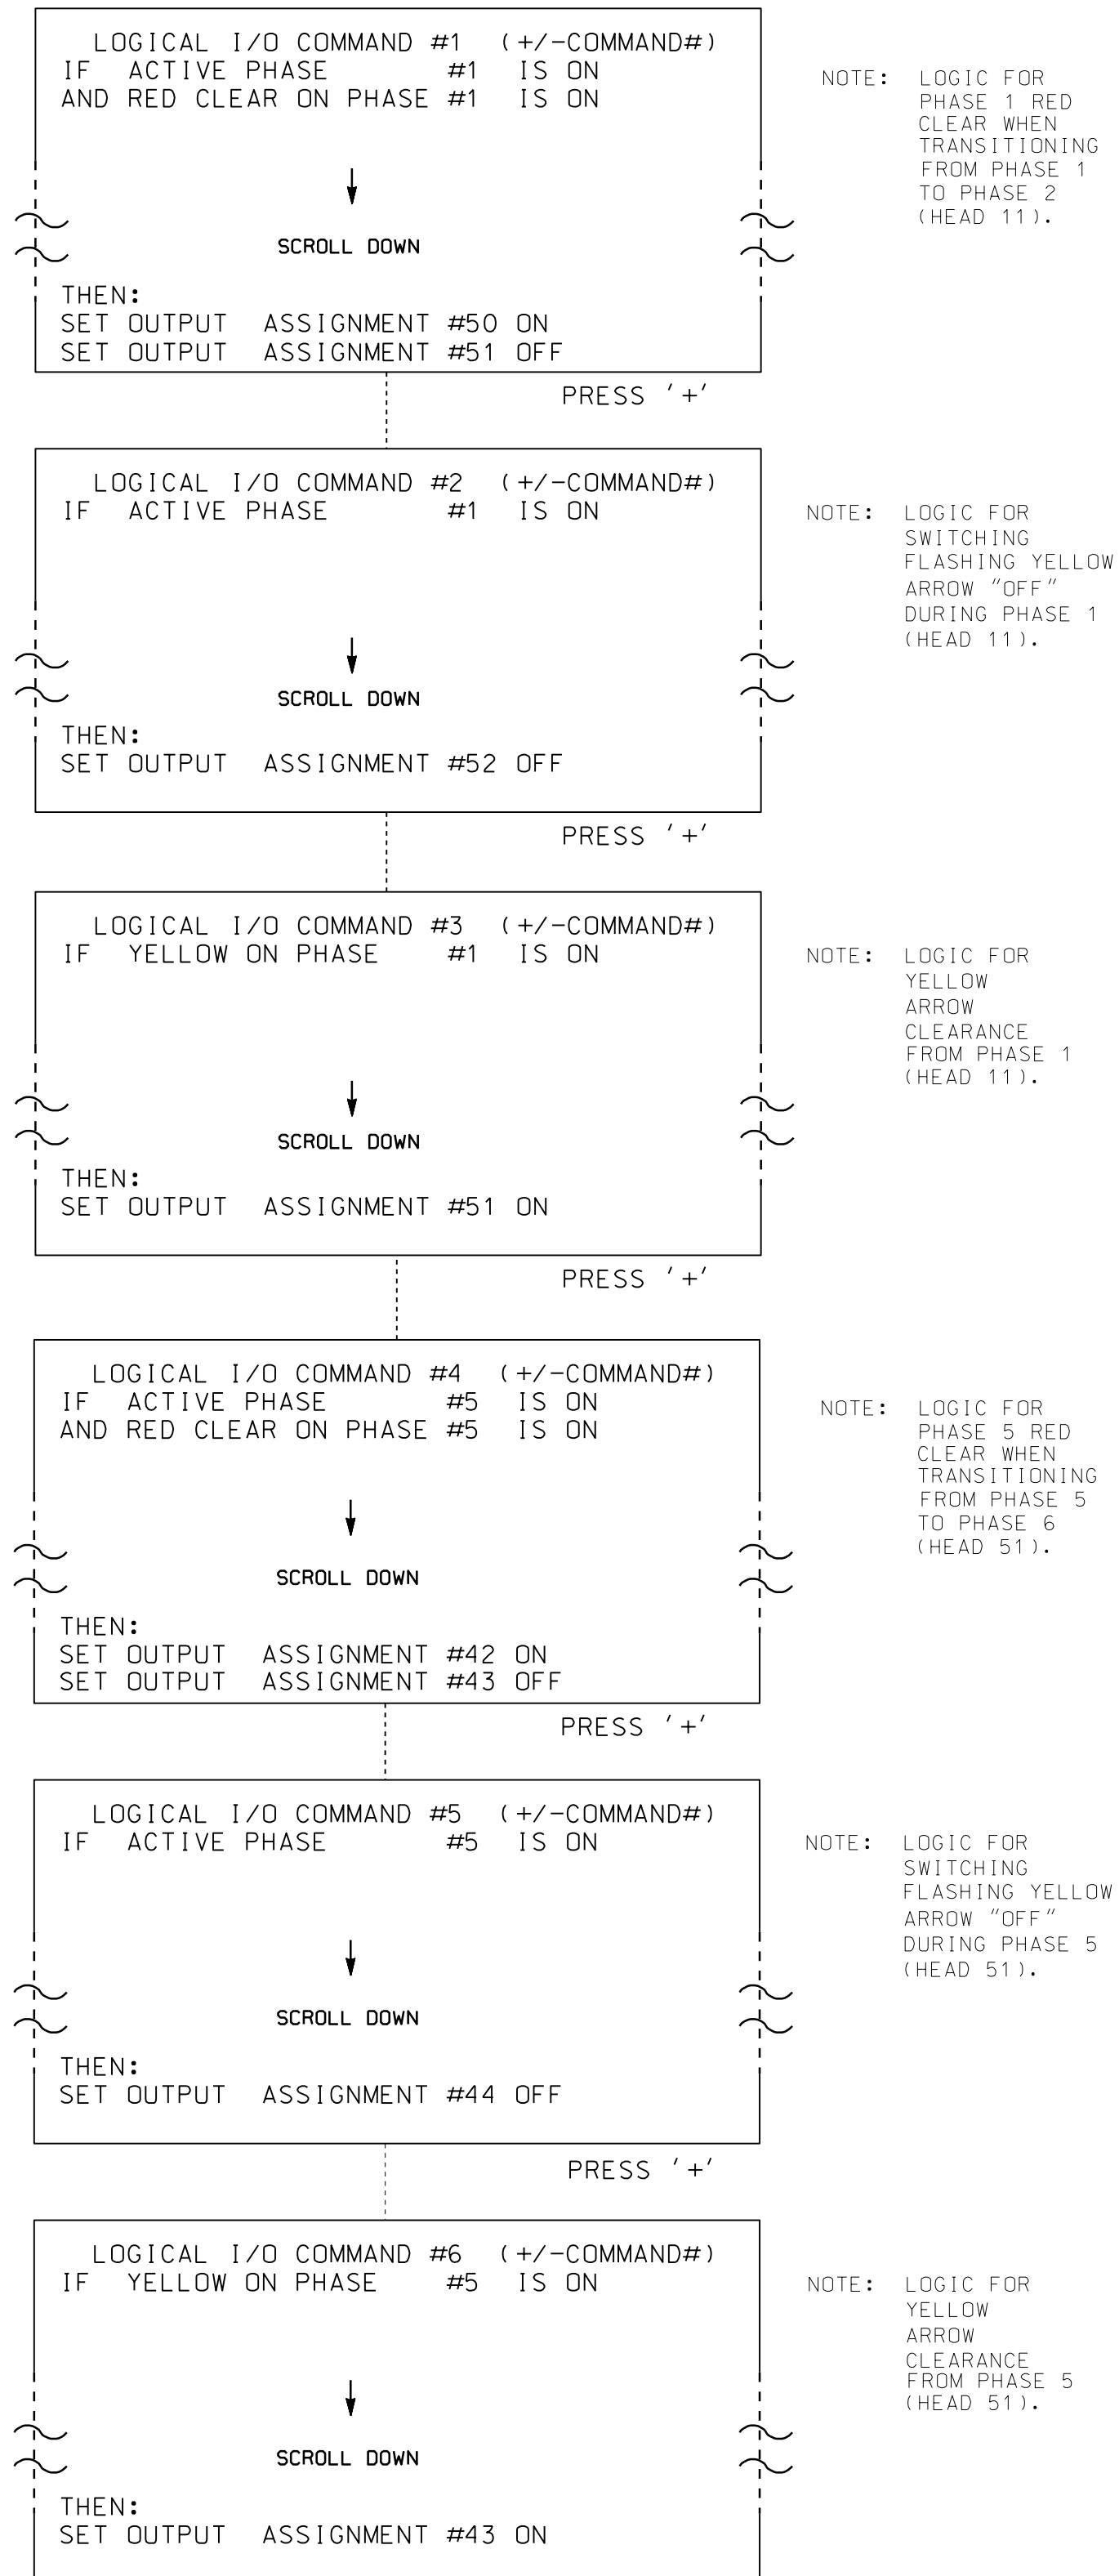 LOGICAL I/O COMMAND #1 (+/-COMMAND#)
IF ACTIVE PHASE #1 IS ON
AND RED CLEAR ON PHASE #1 IS ON
SCROLL DOWN
THEN:
SET OUTPUT ASSIGNMENT #50 ON
SET OUTPUT ASSIGNMENT #51 OFF
NOTE: LOGIC FOR
PHASE 1 RED
CLEAR WHEN
TRANSITIONING
FROM PHASE 1
TO PHASE 2
(HEAD 11).
PRESS '+'
LOGICAL I/O COMMAND #2 (+/-COMMAND#)
IF ACTIVE PHASE #1 IS ON
SCROLL DOWN
THEN:
SET OUTPUT ASSIGNMENT #52 OFF
NOTE: LOGIC FOR
SWITCHING
FLASHING YELLOW
ARROW "OFF"
DURING PHASE 1
(HEAD 11).
PRESS '+'
LOGICAL I/O COMMAND #3 (+/-COMMAND#)
IF YELLOW ON PHASE #1 IS ON
SCROLL DOWN
THEN:
SET OUTPUT ASSIGNMENT #51 ON
NOTE: LOGIC FOR
YELLOW
ARROW
CLEARANCE
FROM PHASE 1
(HEAD 11).
PRESS '+'
LOGICAL I/O COMMAND #4 (+/-COMMAND#)
IF ACTIVE PHASE #5 IS ON
AND RED CLEAR ON PHASE #5 IS ON
SCROLL DOWN
THEN:
SET OUTPUT ASSIGNMENT #42 ON
SET OUTPUT ASSIGNMENT #43 OFF
NOTE: LOGIC FOR
PHASE 5 RED
CLEAR WHEN
TRANSITIONING
FROM PHASE 5
TO PHASE 6
(HEAD 51).
PRESS '+'
LOGICAL I/O COMMAND #5 (+/-COMMAND#)
IF ACTIVE PHASE #5 IS ON
SCROLL DOWN
THEN:
SET OUTPUT ASSIGNMENT #44 OFF
NOTE: LOGIC FOR
SWITCHING
FLASHING YELLOW
ARROW "OFF"
DURING PHASE 5
(HEAD 51).
PRESS '+'
LOGICAL I/O COMMAND #6 (+/-COMMAND#)
IF YELLOW ON PHASE #5 IS ON
SCROLL DOWN
THEN:
SET OUTPUT ASSIGNMENT #43 ON
NOTE: LOGIC FOR
YELLOW
ARROW
CLEARANCE
FROM PHASE 5
(HEAD 51).